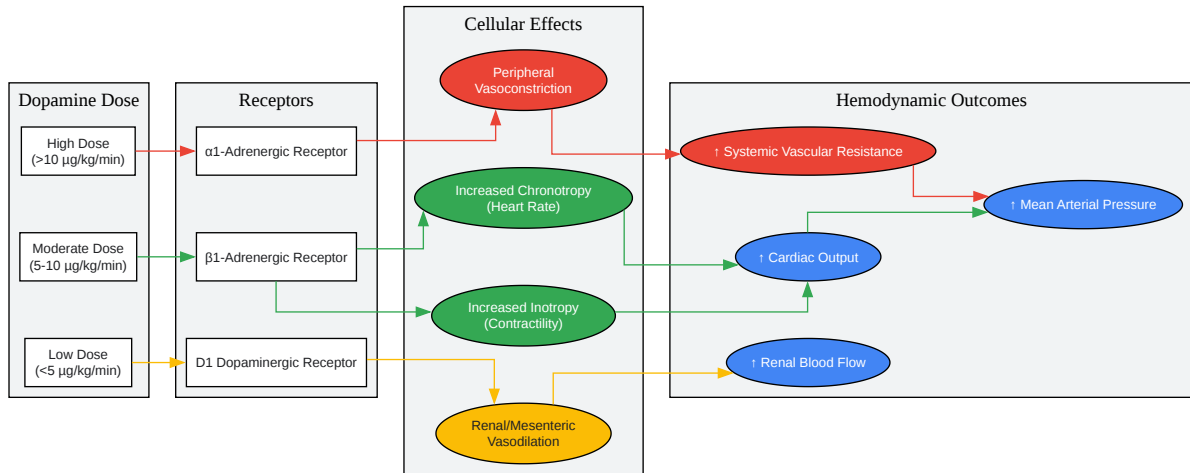 Dopamine Dose
High Dose
(>10 µg/kg/min)
Moderate Dose
(5-10 µg/kg/min)
Low Dose
(<5 µg/kg/min)
Receptors
α1-Adrenergic Receptor
β1-Adrenergic Receptor
D1 Dopaminergic Receptor
Cellular Effects
Peripheral
Vasoconstriction
Increased Chronotropy
(Heart Rate)
Increased Inotropy
(Contractility)
Renal/Mesenteric
Vasodilation
Hemodynamic Outcomes
↑ Systemic Vascular Resistance
↑ Mean Arterial Pressure
↑ Cardiac Output
↑ Renal Blood Flow